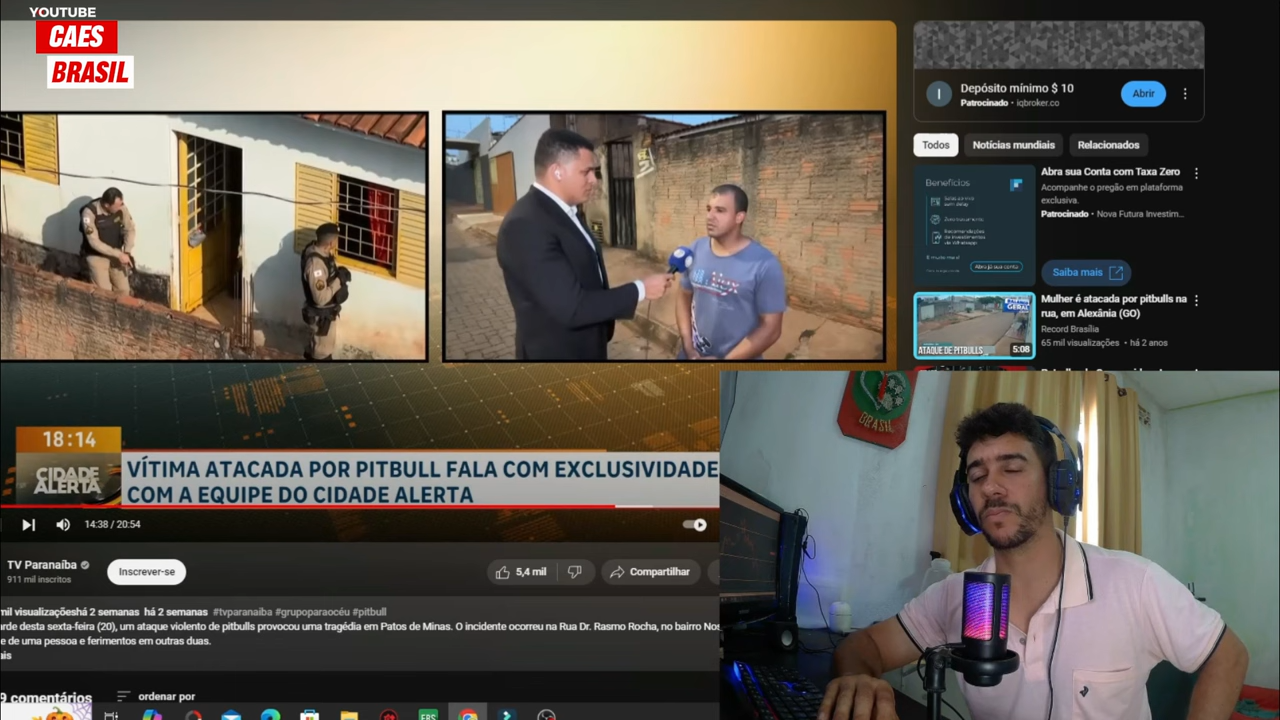 YOUTUBE
CAES
BRASIL
Depósito mínimo $ 10
Patrocinado · iqbroker.co
Abrir
Todos
Notícias mundiais
Relacionados
Benefícios
Abra sua Conta com Taxa Zero
Acompanhe o pregão em plataforma
exclusiva.
Patrocinado · Nova Futura Investim...
Saiba mais
Mulher é atacada por pitbulls na
rua, em Alexânia (GO)
Record Brasília
65 mil visualizações · há 2 anos
ATAQUE DE PITBULLS
5:08
BRASIL
18:14
CIDADE
ALERTA
VÍTIMA ATACADA POR PITBULL FALA COM EXCLUSIVIDADE
COM A EQUIPE DO CIDADE ALERTA
14:38 / 20:54
TV Paranaíba
911 mil inscritos
Inscrever-se
5,4 mil
Compartilhar
mil visualizaçõeshá 2 semanas há 2 semanas #tvparanaiba #grupoparaocéu #pitbull
arde desta sexta-feira (20), um ataque violento de pitbulls provocou uma tragédia em Patos de Minas. O incidente ocorreu na Rua Dr. Rasmo Rocha, no bairro Nos
e de uma pessoa e ferimentos em outras duas.
ais
9 comentários
ordenar por